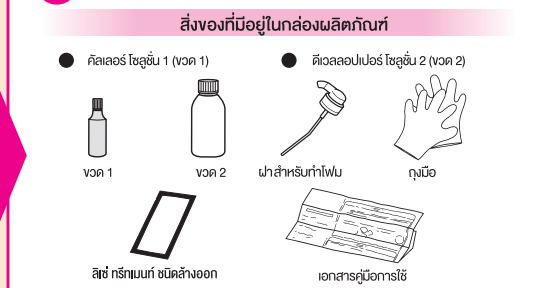 สิ่งของที่มีอยู่ในกล่องผลิตภัณฑ์
● คัลเลอร์ โซลูชั่น 1 (ขวด 1)
● ดีเวลลอปเปอร์ โซลูชั่น 2 (ขวด 2)
ขวด 1
ขวด 2
ฝาสำหรับทำโฟม
ถุงมือ
ลิเซ่ ทรีทเมนท์ ชนิดล้างออก
เอกสารคู่มือการใช้